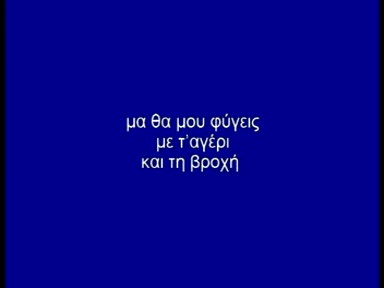 μα θα μου φύγεις
με τ'αγέρι
και τη βροχή